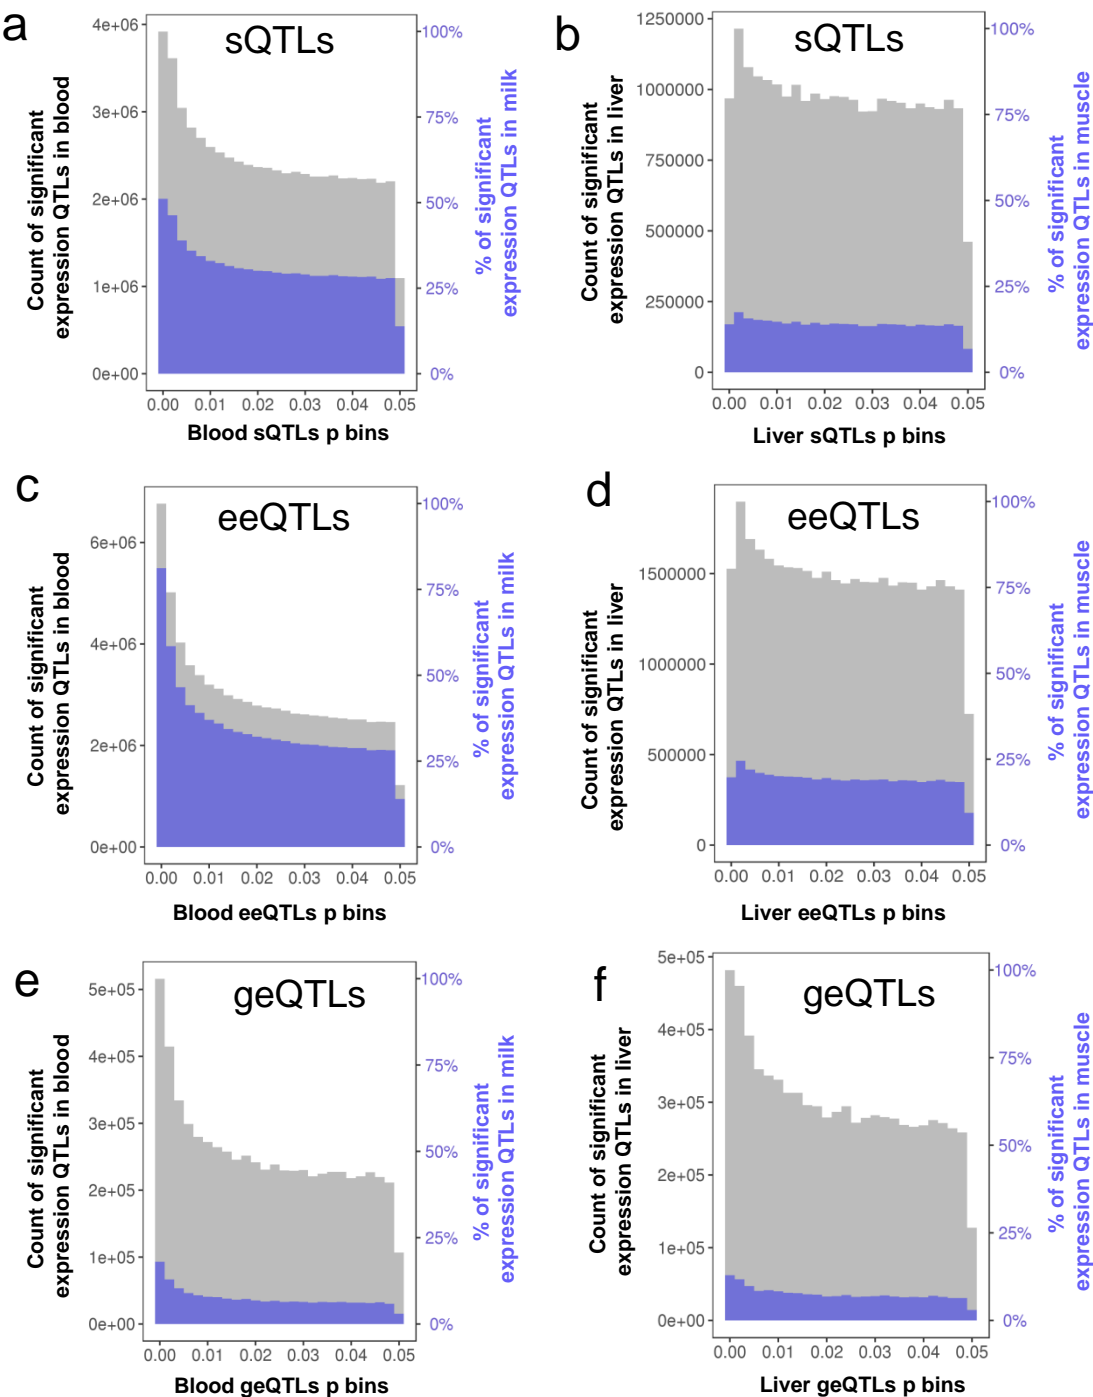 a
sQTLs
4e+06
3e+06
2e+06
1e+06
0e+00
100%
75%
50%
25%
0%
Count of significant
expression QTLs in blood
% of significant
expression QTLs in milk
0.00 0.01 0.02 0.03 0.04 0.05
Blood sQTLs p bins
b
sQTLs
1250000
1000000
750000
500000
250000
0
100%
75%
50%
25%
0%
Count of significant
expression QTLs in liver
% of significant
expression QTLs in muscle
0.00 0.01 0.02 0.03 0.04 0.05
Liver sQTLs p bins
c
eeQTLs
6e+06
4e+06
2e+06
0e+00
100%
75%
50%
25%
0%
Count of significant
expression QTLs in blood
% of significant
expression QTLs in milk
0.00 0.01 0.02 0.03 0.04 0.05
Blood eeQTLs p bins
d
eeQTLs
1500000
1000000
500000
0
100%
75%
50%
25%
0%
Count of significant
expression QTLs in liver
% of significant
expression QTLs in muscle
0.00 0.01 0.02 0.03 0.04 0.05
Liver eeQTLs p bins
e
geQTLs
5e+05
4e+05
3e+05
2e+05
1e+05
0e+00
100%
75%
50%
25%
0%
Count of significant
expression QTLs in blood
% of significant
expression QTLs in milk
0.00 0.01 0.02 0.03 0.04 0.05
Blood geQTLs p bins
f
geQTLs
5e+05
4e+05
3e+05
2e+05
1e+05
0e+00
100%
75%
50%
25%
0%
Count of significant
expression QTLs in liver
% of significant
expression QTLs in muscle
0.00 0.01 0.02 0.03 0.04 0.05
Liver geQTLs p bins